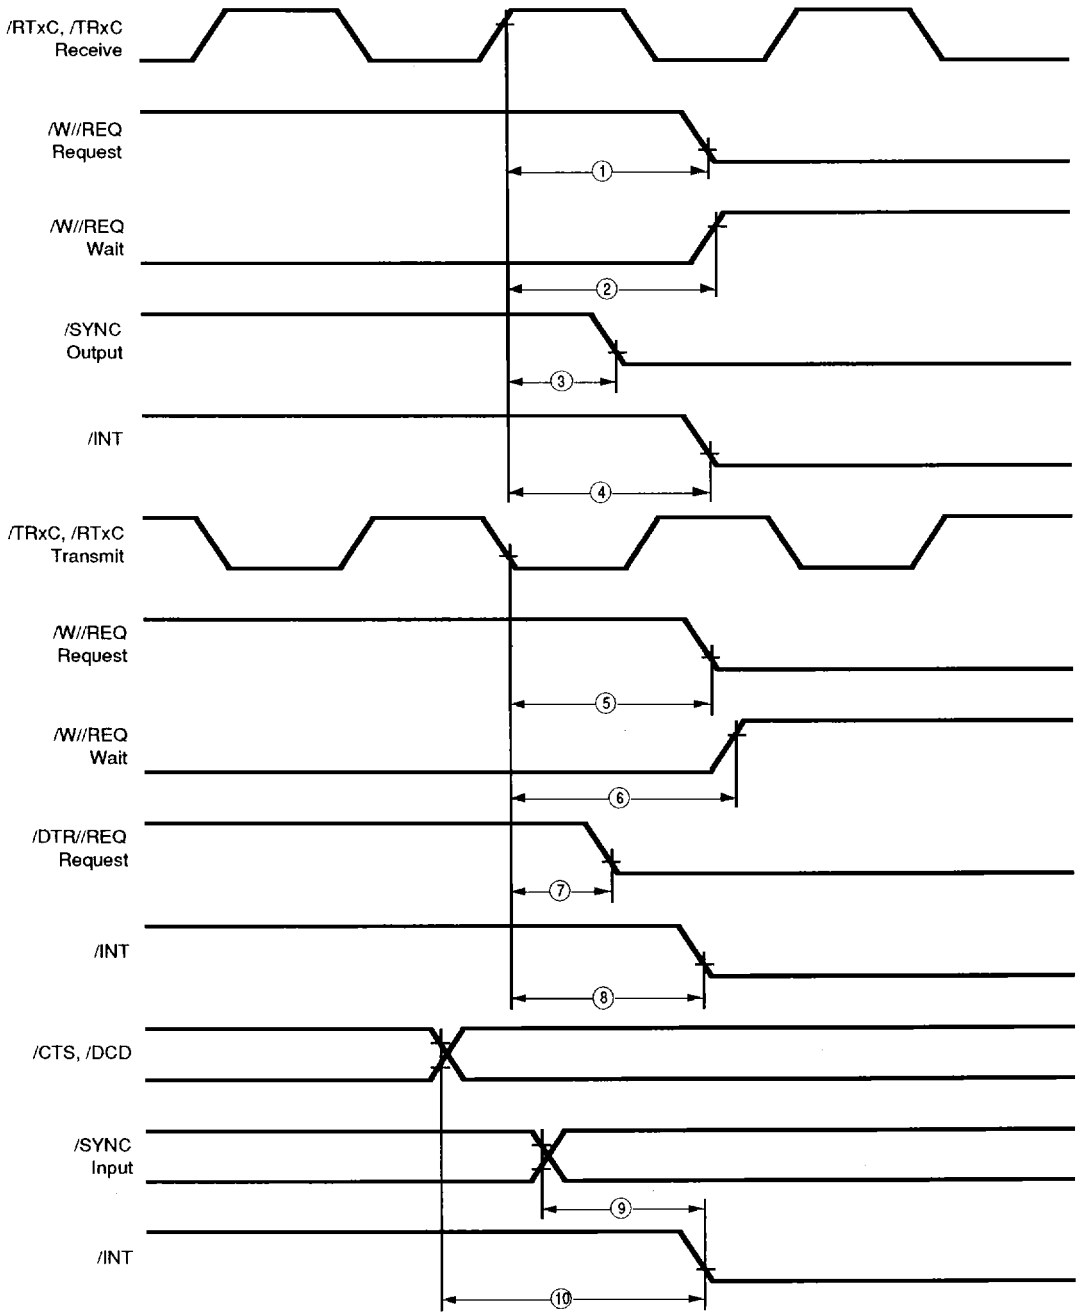 /RTxC, /TRxC
Receive
/W//REQ
Request
①
/W//REQ
Wait
②
/SYNC
Output
③
/INT
④
/TRxC, /RTxC
Transmit
/W//REQ
Request
⑤
/W//REQ
Wait
⑥
/DTR//REQ
Request
⑦
/INT
⑧
/CTS, /DCD
/SYNC
Input
⑨
/INT
⑩